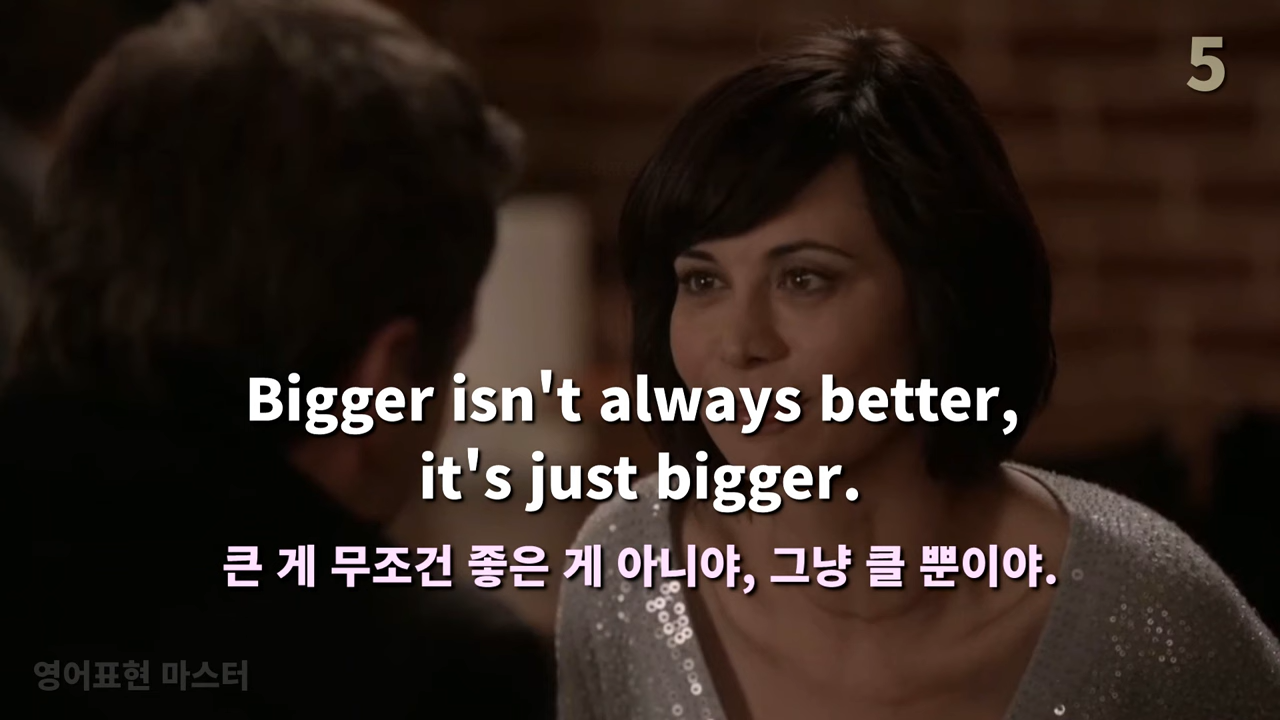 5
Bigger isn't always better,
it's just bigger.
큰 게 무조건 좋은 게 아니야, 그냥 클 뿐이야.
영어표현 마스터